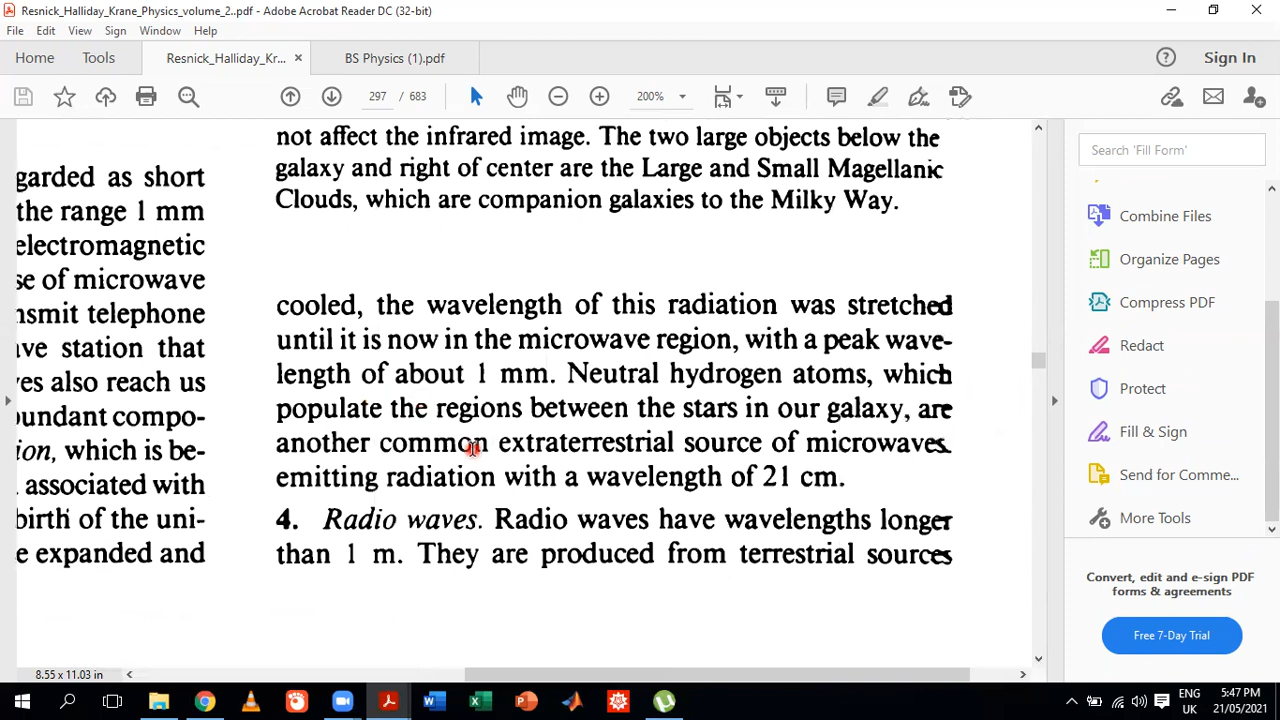 Resnick_Halliday_Krane_Physics_volume_2..pdf - Adobe Acrobat Reader DC (32-bit)
File Edit View Sign Window Help
Home Tools Resnick_Halliday_Kr... × BS Physics (1).pdf ? Sign In
297 / 683 200%
not affect the infrared image. The two large objects below the
galaxy and right of center are the Large and Small Magellanic
Clouds, which are companion galaxies to the Milky Way.
garded as short
the range 1 mm
electromagnetic
se of microwave
nsmit telephone
ve station that
es also reach us
undant compo-
ion, which is be-
associated with
birth of the uni-
e expanded and
cooled, the wavelength of this radiation was stretched
until it is now in the microwave region, with a peak wave-
length of about 1 mm. Neutral hydrogen atoms, which
populate the regions between the stars in our galaxy, are
another common extraterrestrial source of microwaves
emitting radiation with a wavelength of 21 cm.
4. Radio waves. Radio waves have wavelengths longer
than 1 m. They are produced from terrestrial sources
8.55 x 11.03 in
Search 'Fill Form'
Combine Files
Organize Pages
Compress PDF
Redact
Protect
Fill & Sign
Send for Comme...
More Tools
Convert, edit and e-sign PDF
forms & agreements
Free 7-Day Trial
ENG
UK
5:47 PM
21/05/2021